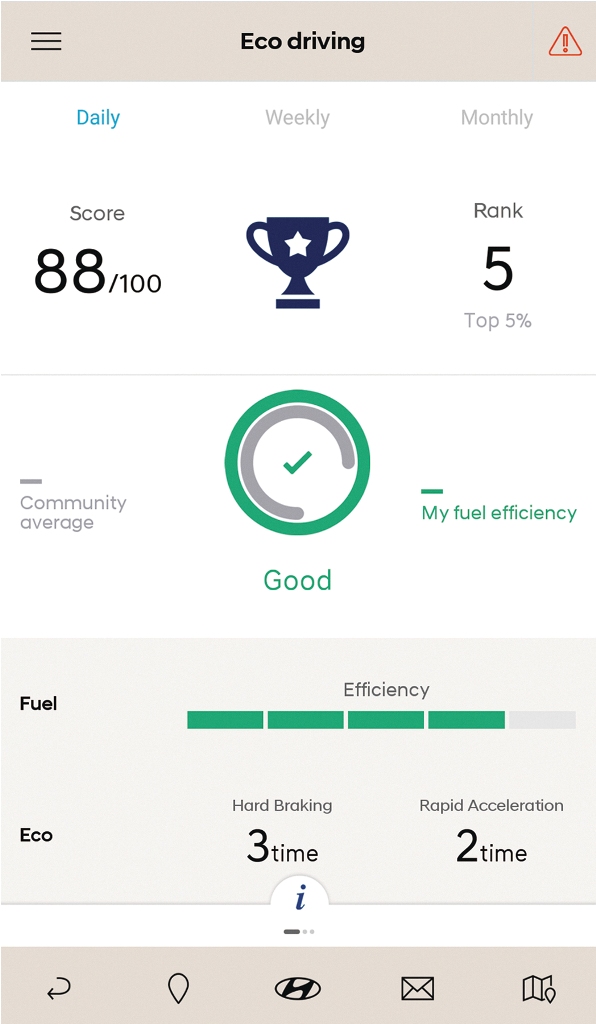 Eco driving
Daily
Weekly
Monthly
Score
88/100
Rank
5
Top 5%
Community
average
My fuel efficiency
Good
Fuel
Efficiency
Eco
Hard Braking
3time
Rapid Acceleration
2time
i